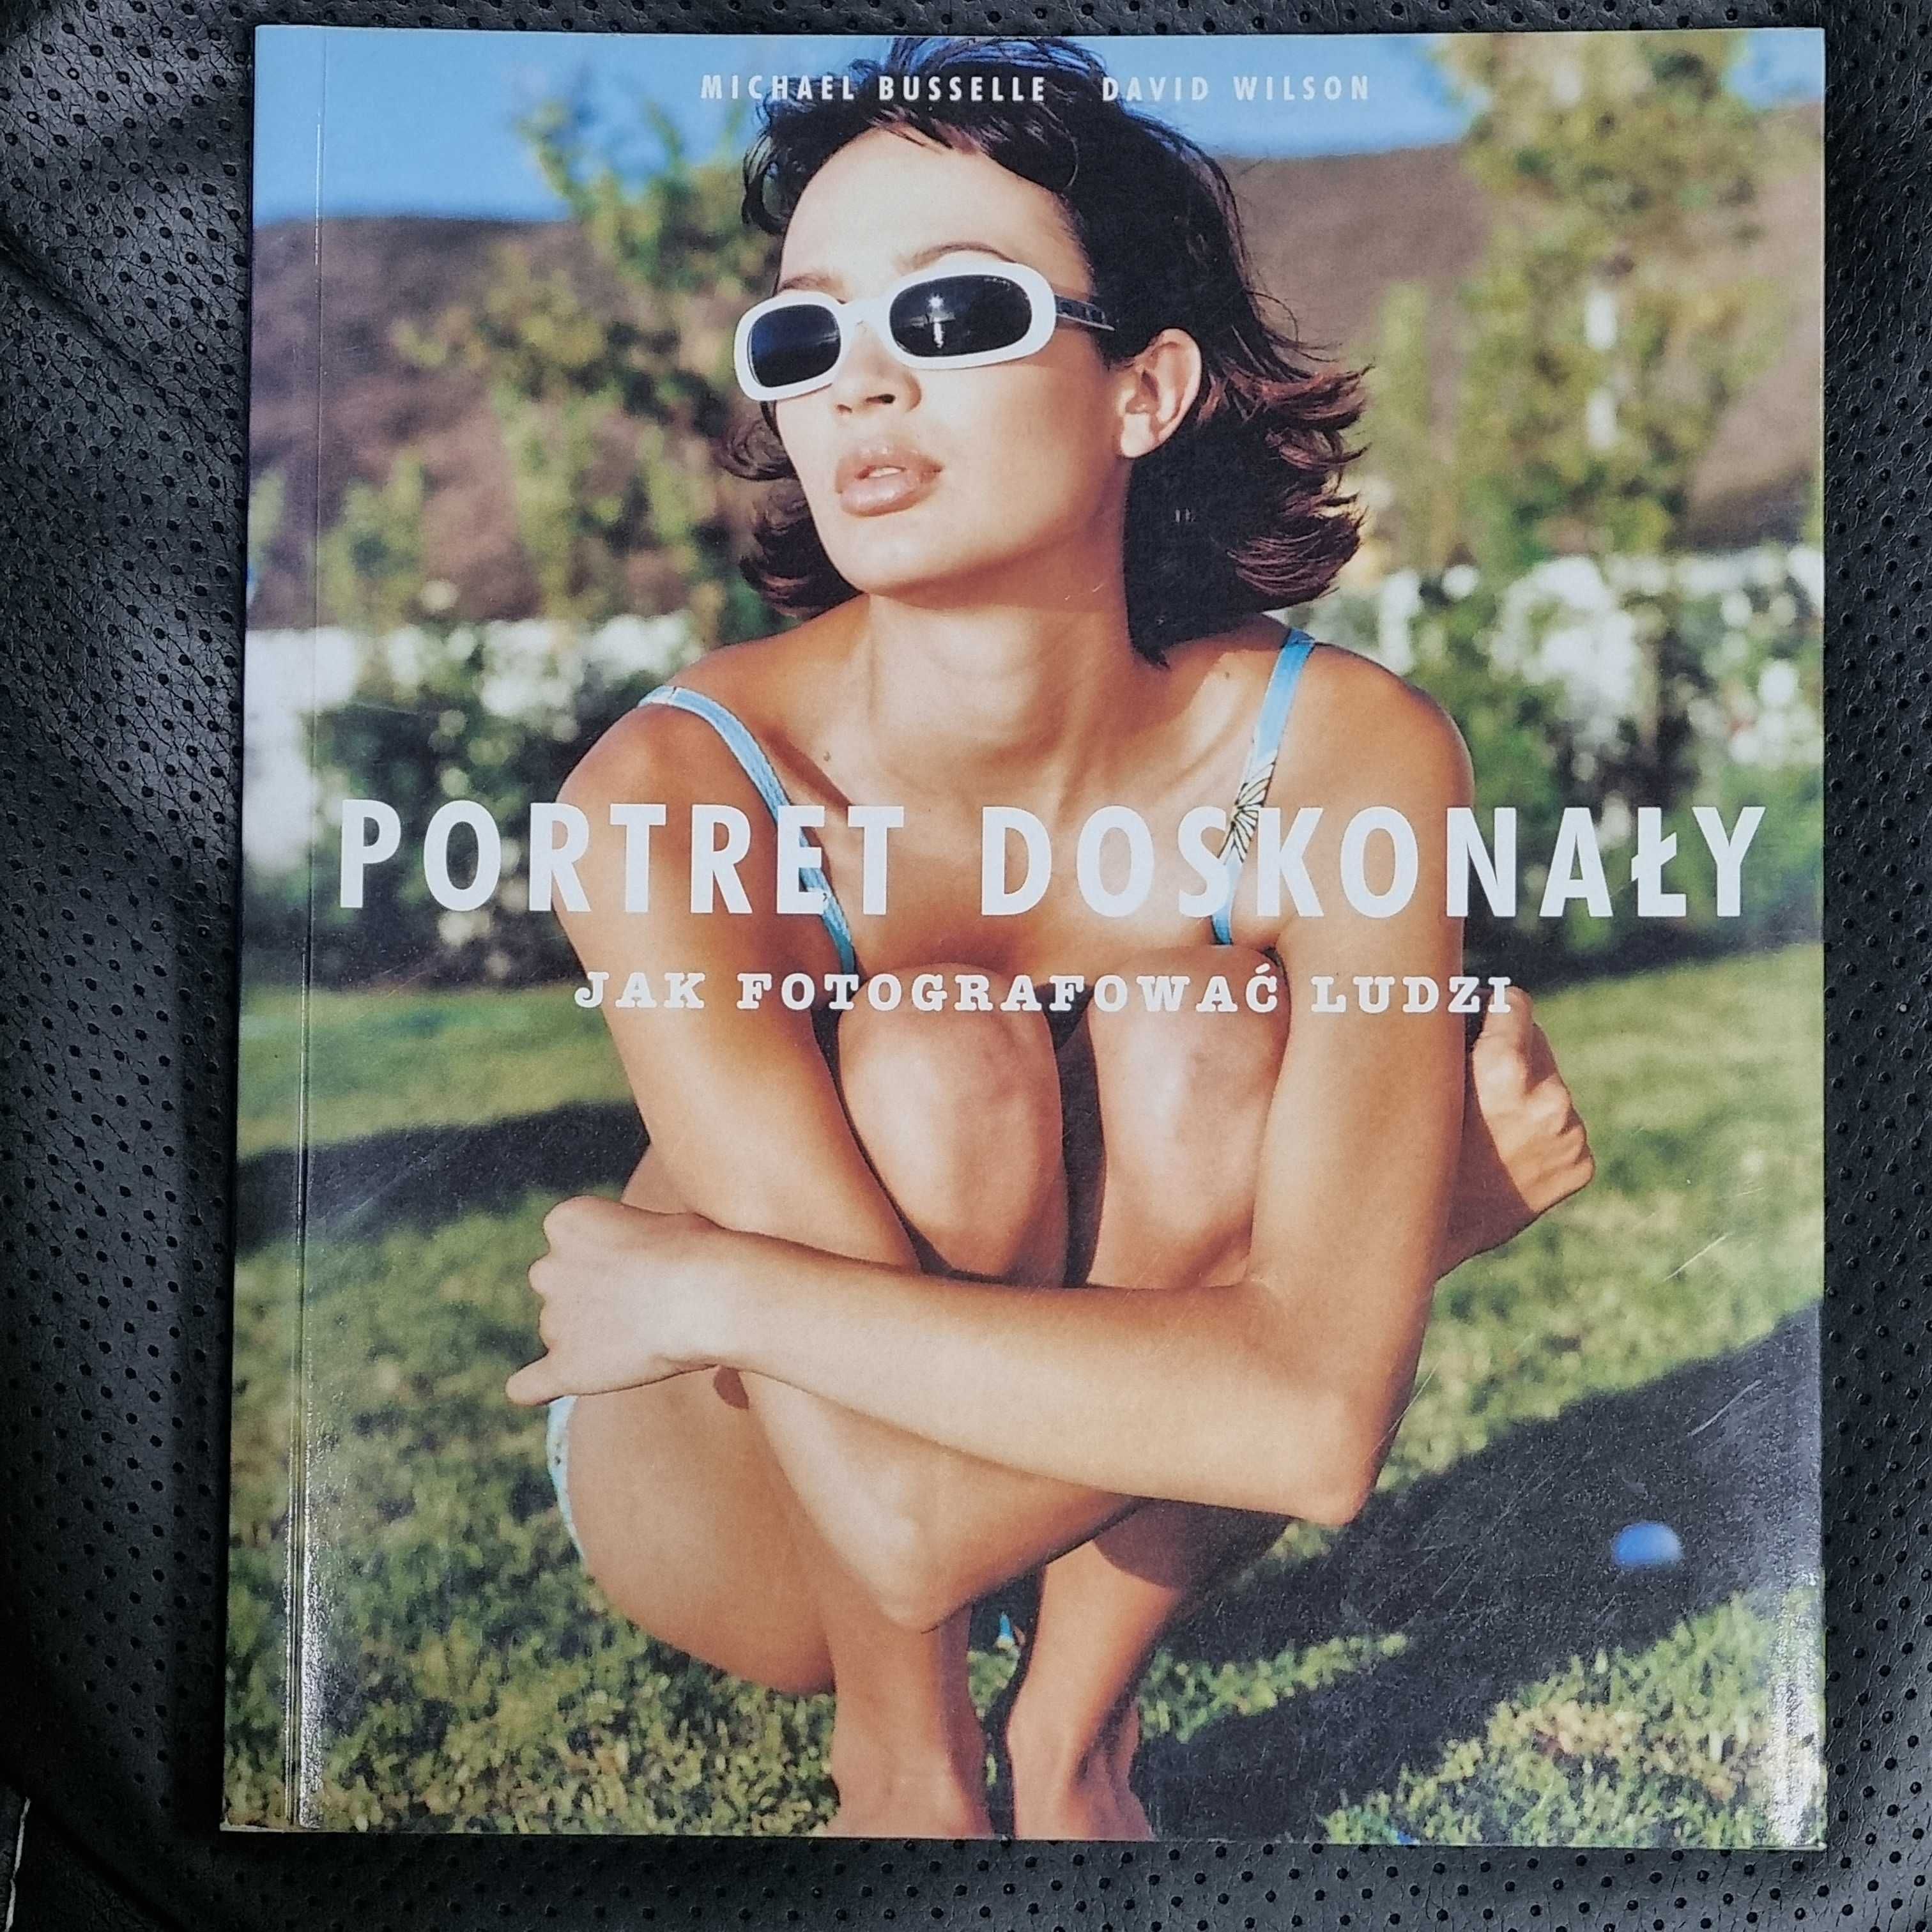 MICHAEL BUSSELLE DAVID WILSON
PORTRET DOSKONAŁY
JAK FOTOGRAFOWAĆ LUDZI